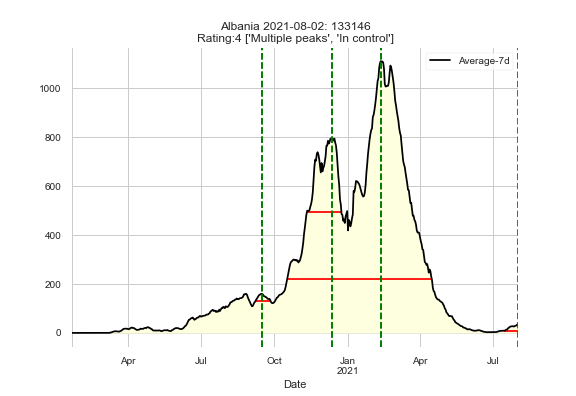 Albania 2021-08-02: 133146
Rating:4 ['Multiple peaks', 'In control']
Average-7d
1000
800
600
400
200
0
Apr
Jul
Oct
Jan
2021
Apr
Jul
Date